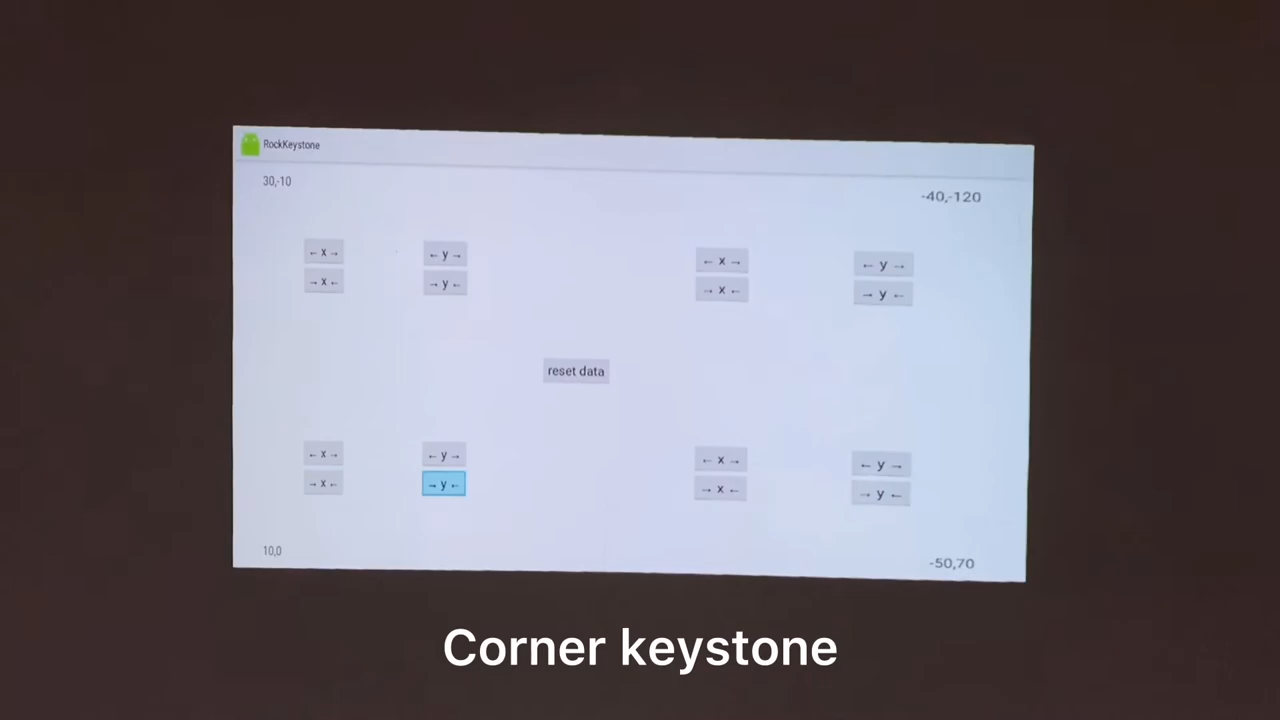 RockKeystone
30,-10
-40,-120
← x → ← y → ← x → ← y →
→ x ← → y ← → x ← → y ←
reset data
← x → ← y → ← x → ← y →
→ x ← → y ← → x ← → y ←
10,0
-50,70
Corner keystone